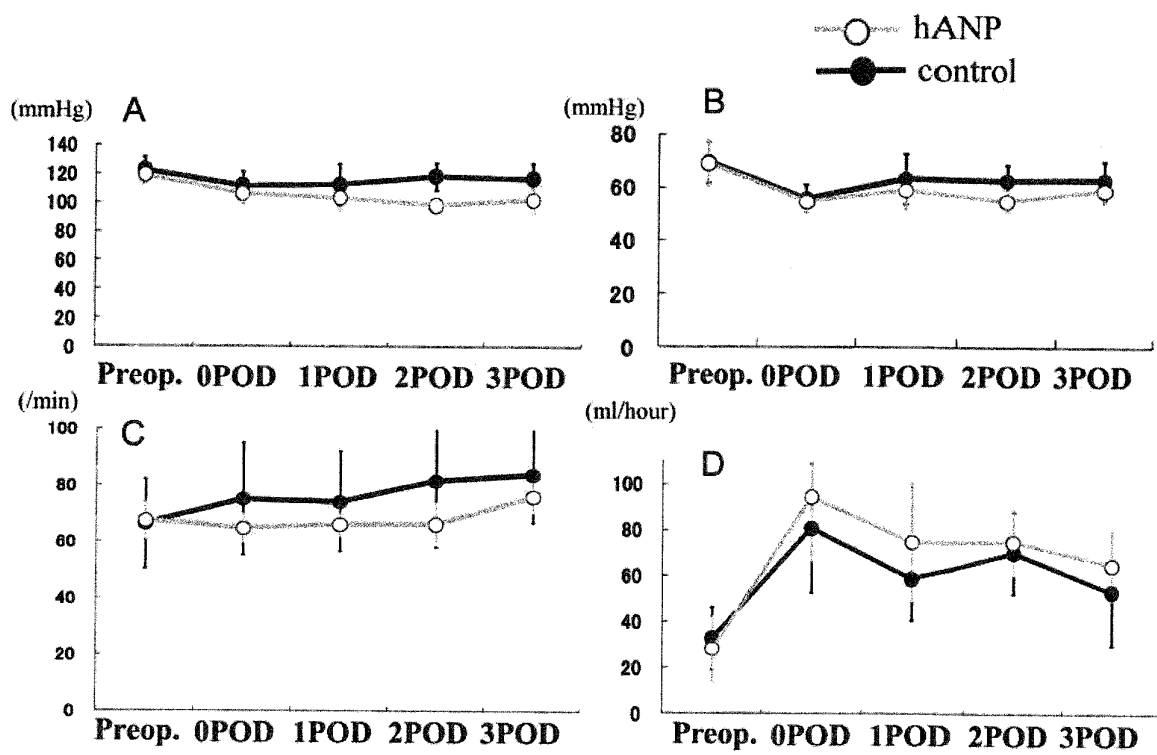 hANP
control
(mmHg)
A
140
120
100
80
60
40
20
0
Preop. 0POD 1POD 2POD 3POD
(mmHg)
B
80
60
40
20
0
Preop. 0POD 1POD 2POD 3POD
(/min)
C
100
80
60
40
20
0
Preop. 0POD 1POD 2POD 3POD
(ml/hour)
D
100
80
60
40
20
0
Preop. 0POD 1POD 2POD 3POD